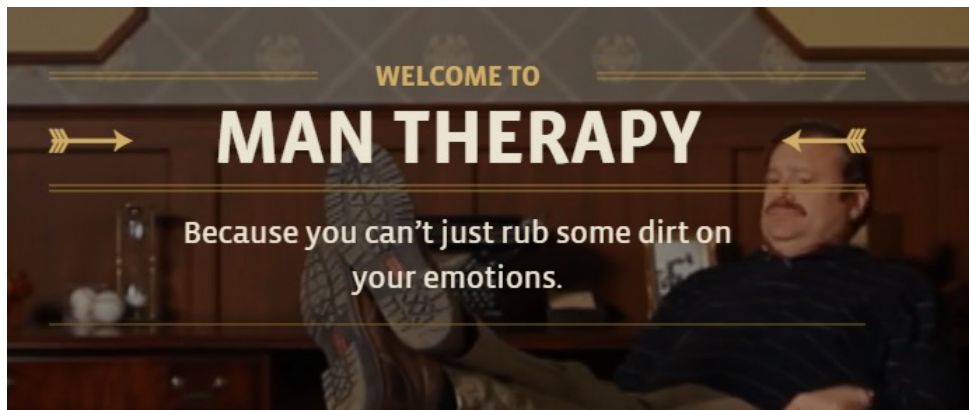 WELCOME TO
MAN THERAPY
Because you can’t just rub some dirt on
your emotions.